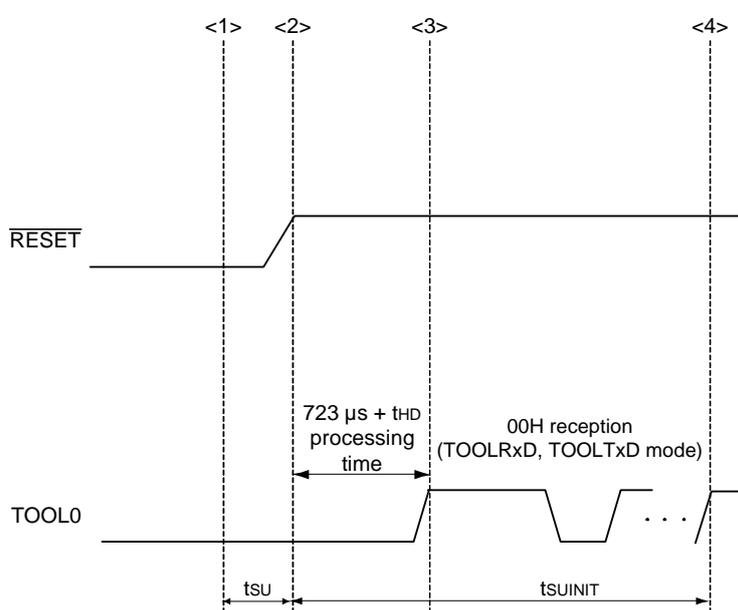 <1> <2> <3> <4>
RESET
723 µs + tHD
processing
time
00H reception
(TOOLRxD, TOOLTxD mode)
TOOL0
. . .
tSU tSUINIT